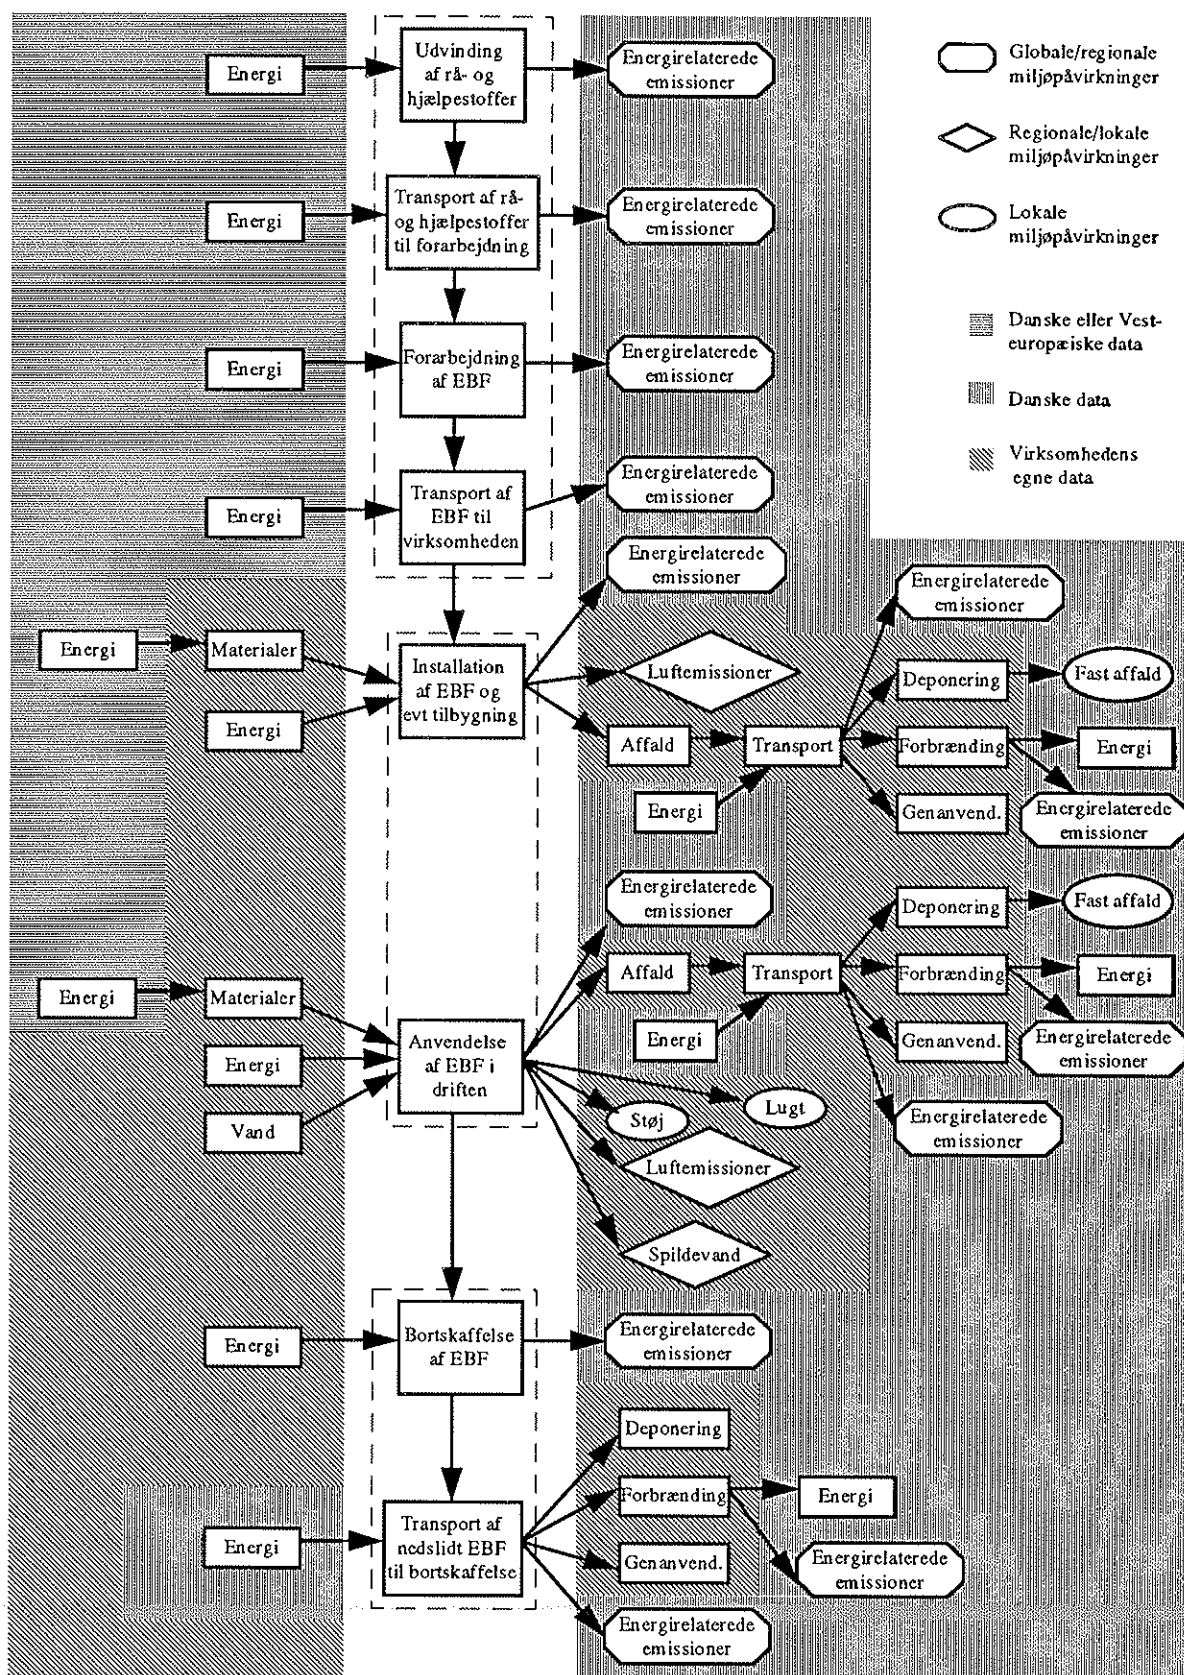 Udvinding
af rå- og
hjælpestoffer
Energi
Energirelaterede
emissioner
Transport af rå-
og hjælpestoffer
til forarbejdning
Energi
Energirelaterede
emissioner
Forarbejdning
af EBF
Energi
Energirelaterede
emissioner
Transport af
EBF til
virksomheden
Energi
Energirelaterede
emissioner
Globale/regionale
miljøpåvirkninger
Regionale/lokale
miljøpåvirkninger
Lokale
miljøpåvirkninger
Danske eller Vest-
europæiske data
Danske data
Virksomhedens
egne data
Energirelaterede
emissioner
Energirelaterede
emissioner
Energi
Materialer
Energi
Installation
af EBF og
evt tilbygning
Luftemissioner
Affald
Transport
Energi
Deponering
Fast affald
Forbrænding
Energi
Genanvend.
Energirelaterede
emissioner
Energirelaterede
emissioner
Deponering
Fast affald
Affald
Transport
Forbrænding
Energi
Energi
Genanvend.
Energirelaterede
emissioner
Energirelaterede
emissioner
Energi
Materialer
Energi
Vand
Anvendelse
af EBF i
driften
Støj
Lugt
Luftemissioner
Spildevand
Energi
Bortskaffelse
af EBF
Energirelaterede
emissioner
Deponering
Forbrænding
Energi
Energi
Transport af
nedslidt EBF
til bortskaffelse
Genanvend.
Energirelaterede
emissioner
Energirelaterede
emissioner